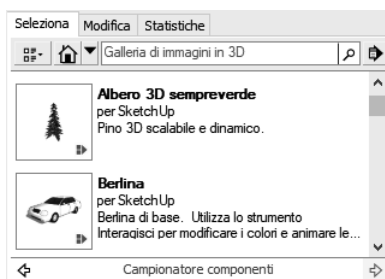 Seleziona Modifica Statistiche
Galleria di immagini in 3D
Albero 3D sempreverde
per SketchUp
Pino 3D scalabile e dinamico.
Berlina
per SketchUp
Berlina di base. Utilizza lo strumento
Interagisci per modificare i colori e animare le...
Campionatore componenti